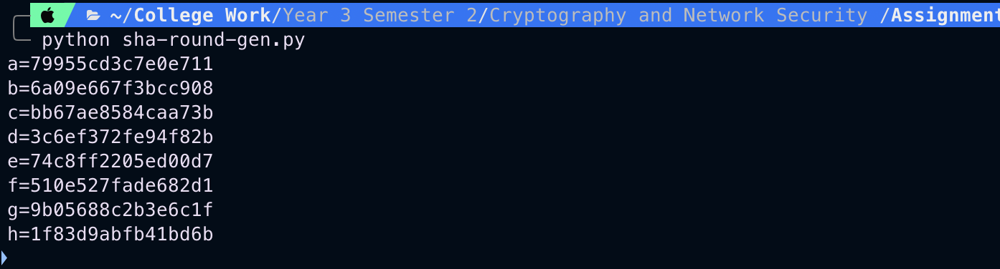 ~/College Work/Year 3 Semester 2/Cryptography and Network Security /Assignment
python sha-round-gen.py
a=79955cd3c7e0e711
b=6a09e667f3bcc908
c=bb67ae8584caa73b
d=3c6ef372fe94f82b
e=74c8ff2205ed00d7
f=510e527fade682d1
g=9b05688c2b3e6c1f
h=1f83d9abfb41bd6b